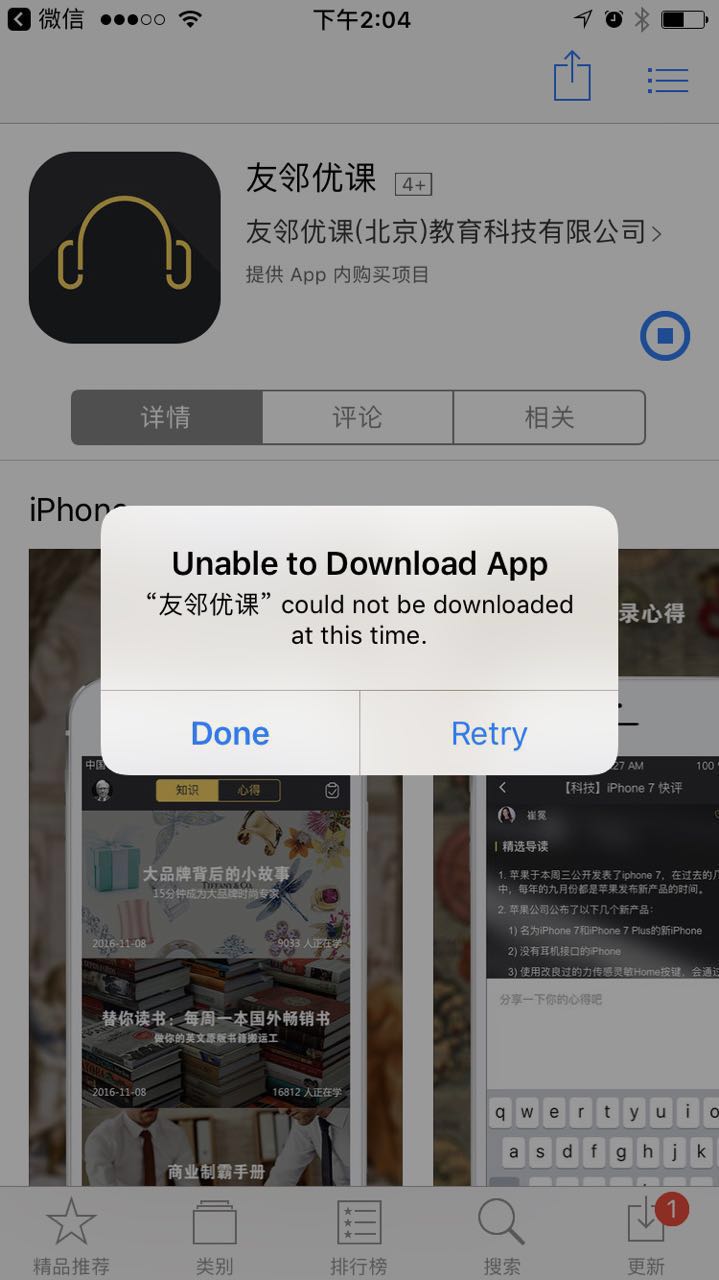 微信
下午2:04
友邻优课 4+
友邻优课(北京)教育科技有限公司
提供 App 内购买项目
详情
评论
相关
Unable to Download App
“友邻优课” could not be downloaded
at this time.
Done
Retry
录心得
知识
心得
大品牌背后的小故事
TIFFANY & CO.
15分钟成为大品牌时尚专家
2016-11-08
9033 人正在学
替你读书：每周一本国外畅销书
做你的英文原版书籍搬运工
2016-11-08
16812 人正在学
商业制霸手册
27 AM
100
【科技】iPhone 7 快评
崔冕
精选导读
1. 苹果于本周三公开发表了iphone 7，在过去的
中，每年的九月份都是苹果发布新产品的时间。
2. 苹果公司公布了以下几个新产品：
1) 名为iPhone 7和iPhone 7 Plus的新iPhone
2) 没有耳机接口的iPhone
3) 使用改良过的力传感灵敏Home按键，会通过
分享一下你的心得吧
q w e r t y u i o
a s d f g h j k
精品推荐
类别
排行榜
搜索
更新
1